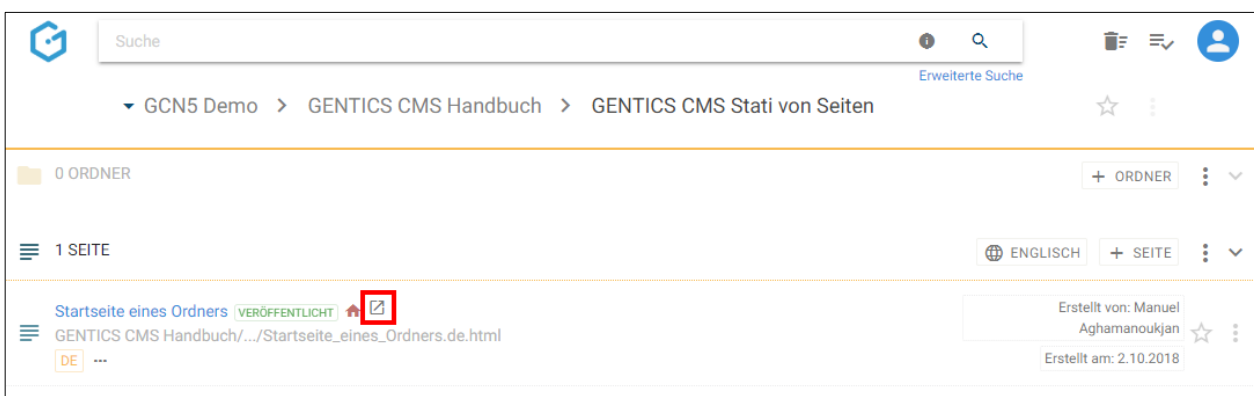 Suche
Erweiterte Suche
GCN5 Demo > GENTICS CMS Handbuch > GENTICS CMS Stati von Seiten
0 ORDNER
+ ORDNER
1 SEITE
ENGLISCH
+ SEITE
Startseite eines Ordners VERÖFFENTLICHT
GENTICS CMS Handbuch/.../Startseite_eines_Ordners.de.html
DE ...
Erstellt von: Manuel
Aghamanoukjan
Erstellt am: 2.10.2018